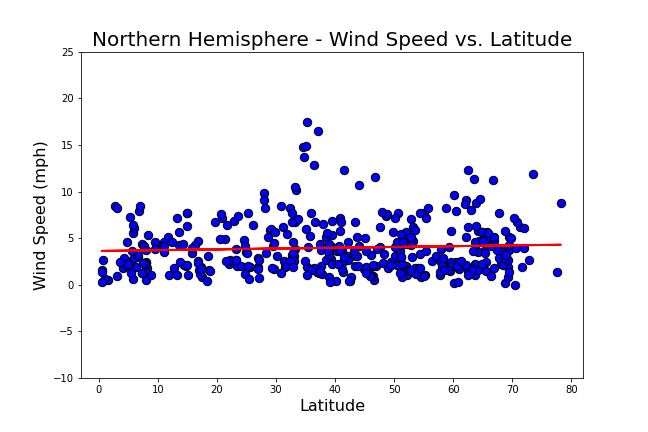 Northern Hemisphere - Wind Speed vs. Latitude
25
20
15
10
5
0
−5
−10
Wind Speed (mph)
0 10 20 30 40 50 60 70 80
Latitude